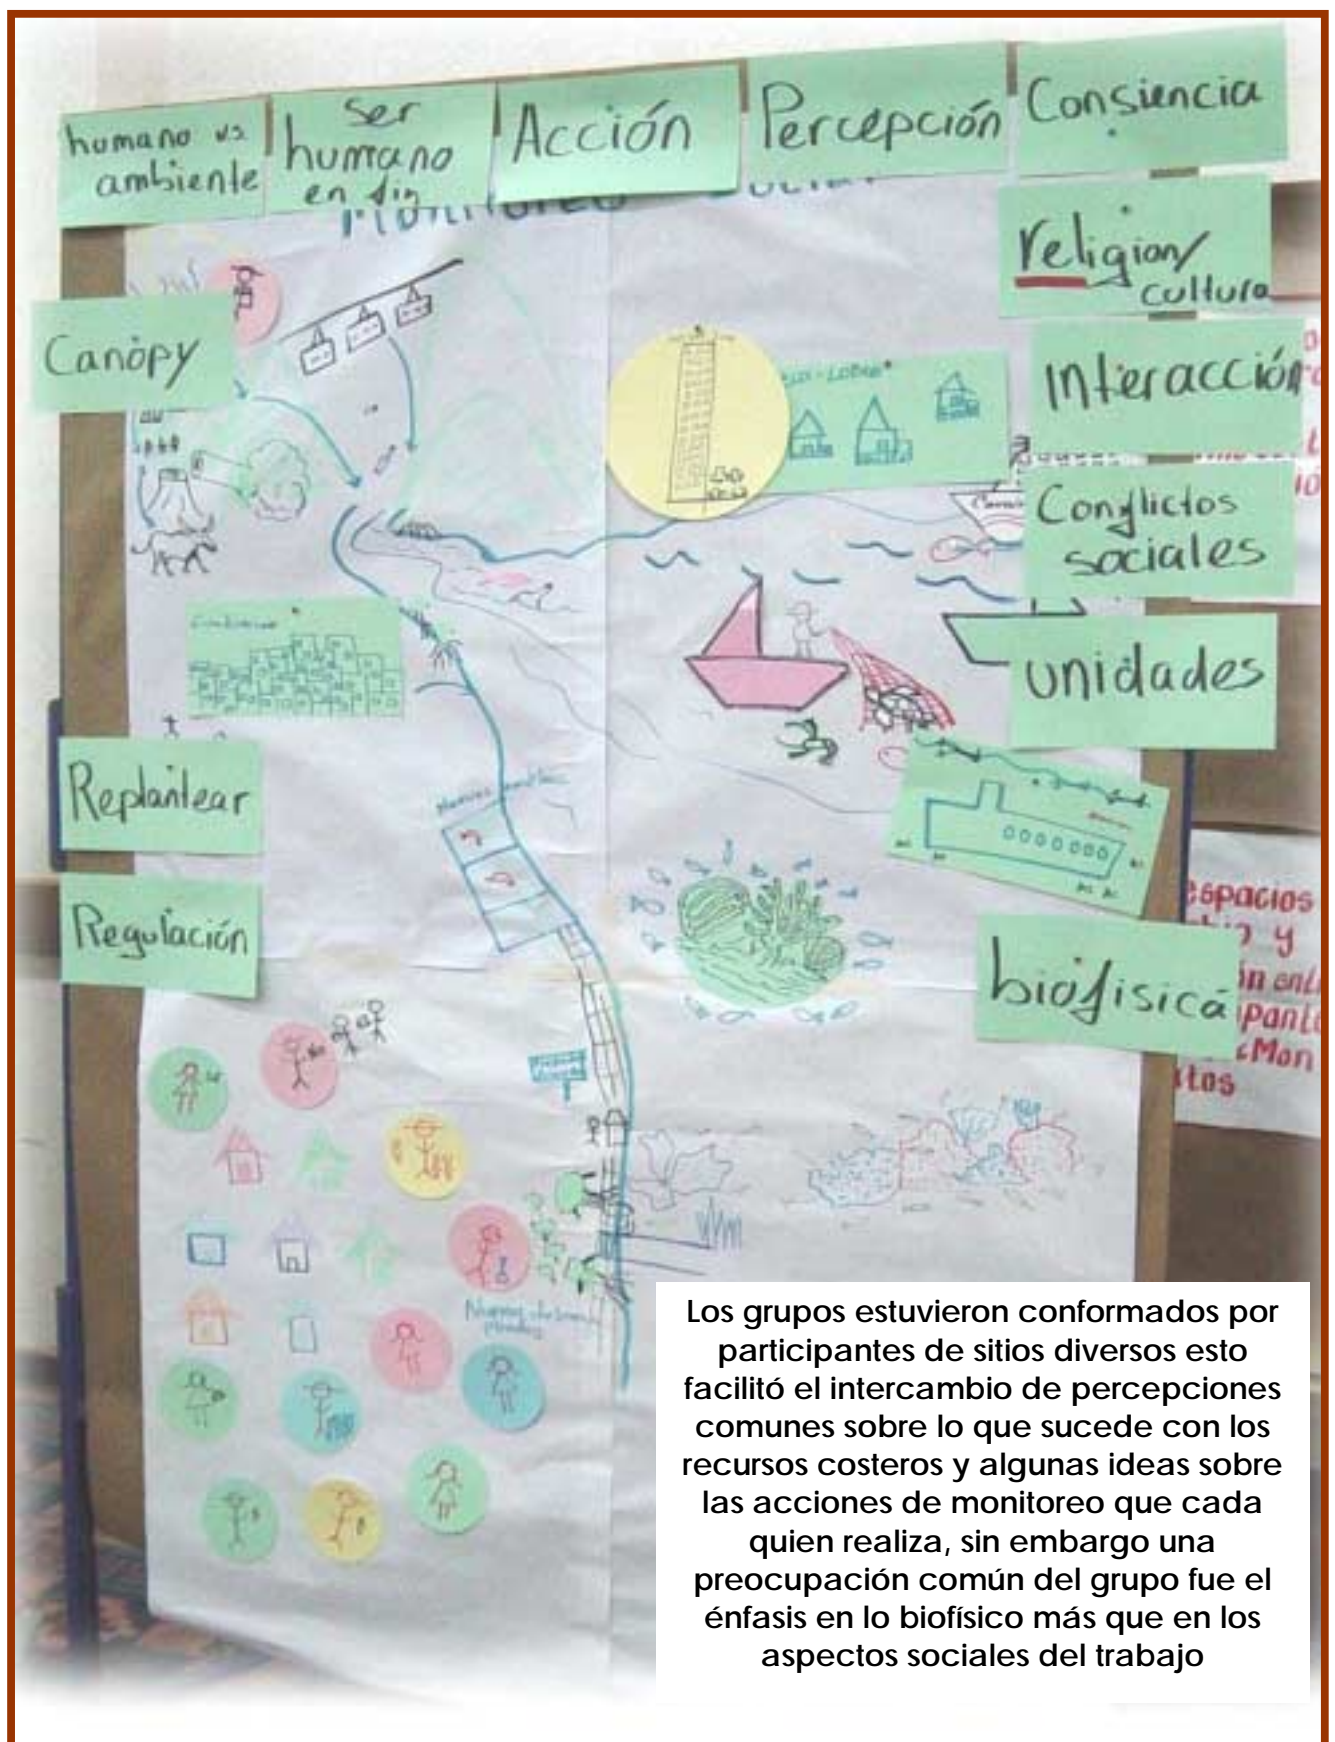 humano vs.
ambiente
ser
humano
en fin
Acción
Percepción
Consiencia
Monitoreo
religion/
cultura
Canopy
Interacción
Conflictos
sociales
unidades
Replantear
Regulación
espacios
y
biofisica
Los grupos estuvieron conformados por
participantes de sitios diversos esto
facilitó el intercambio de percepciones
comunes sobre lo que sucede con los
recursos costeros y algunas ideas sobre
las acciones de monitoreo que cada
quien realiza, sin embargo una
preocupación común del grupo fue el
énfasis en lo biofísico más que en los
aspectos sociales del trabajo